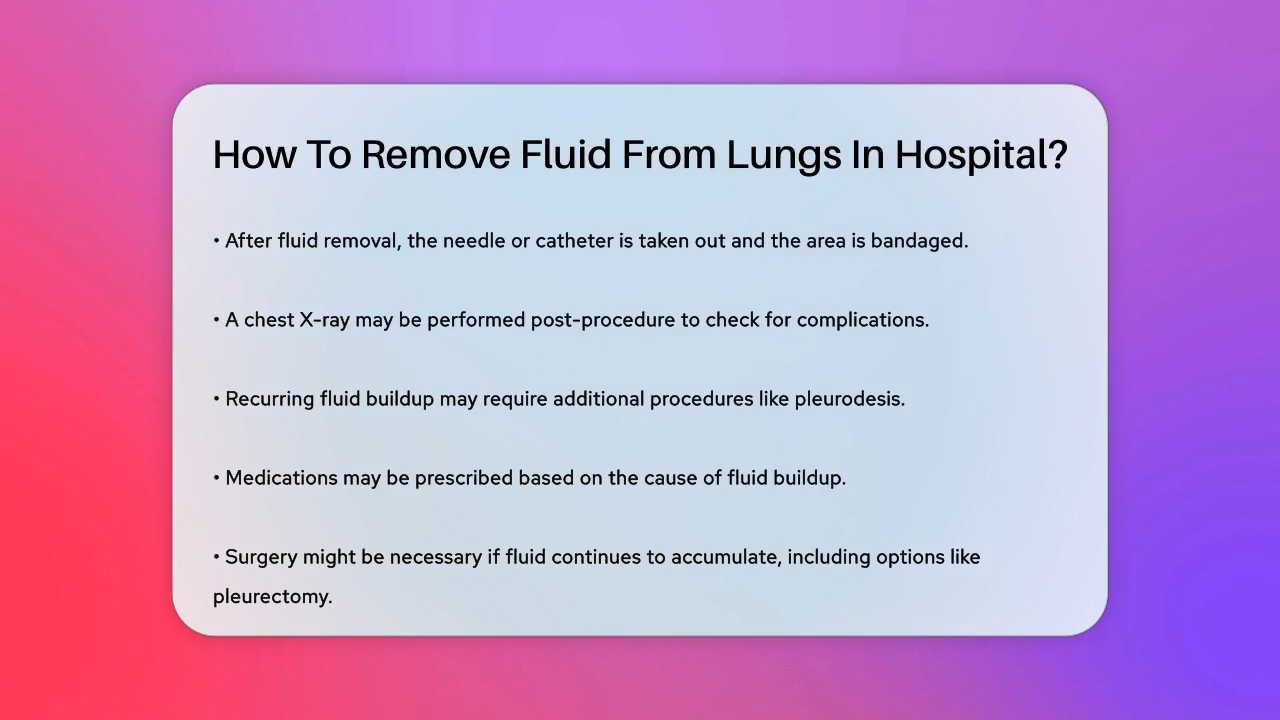 How To Remove Fluid From Lungs In Hospital?
• After fluid removal, the needle or catheter is taken out and the area is bandaged.
• A chest X-ray may be performed post-procedure to check for complications.
• Recurring fluid buildup may require additional procedures like pleurodesis.
• Medications may be prescribed based on the cause of fluid buildup.
• Surgery might be necessary if fluid continues to accumulate, including options like
pleurectomy.